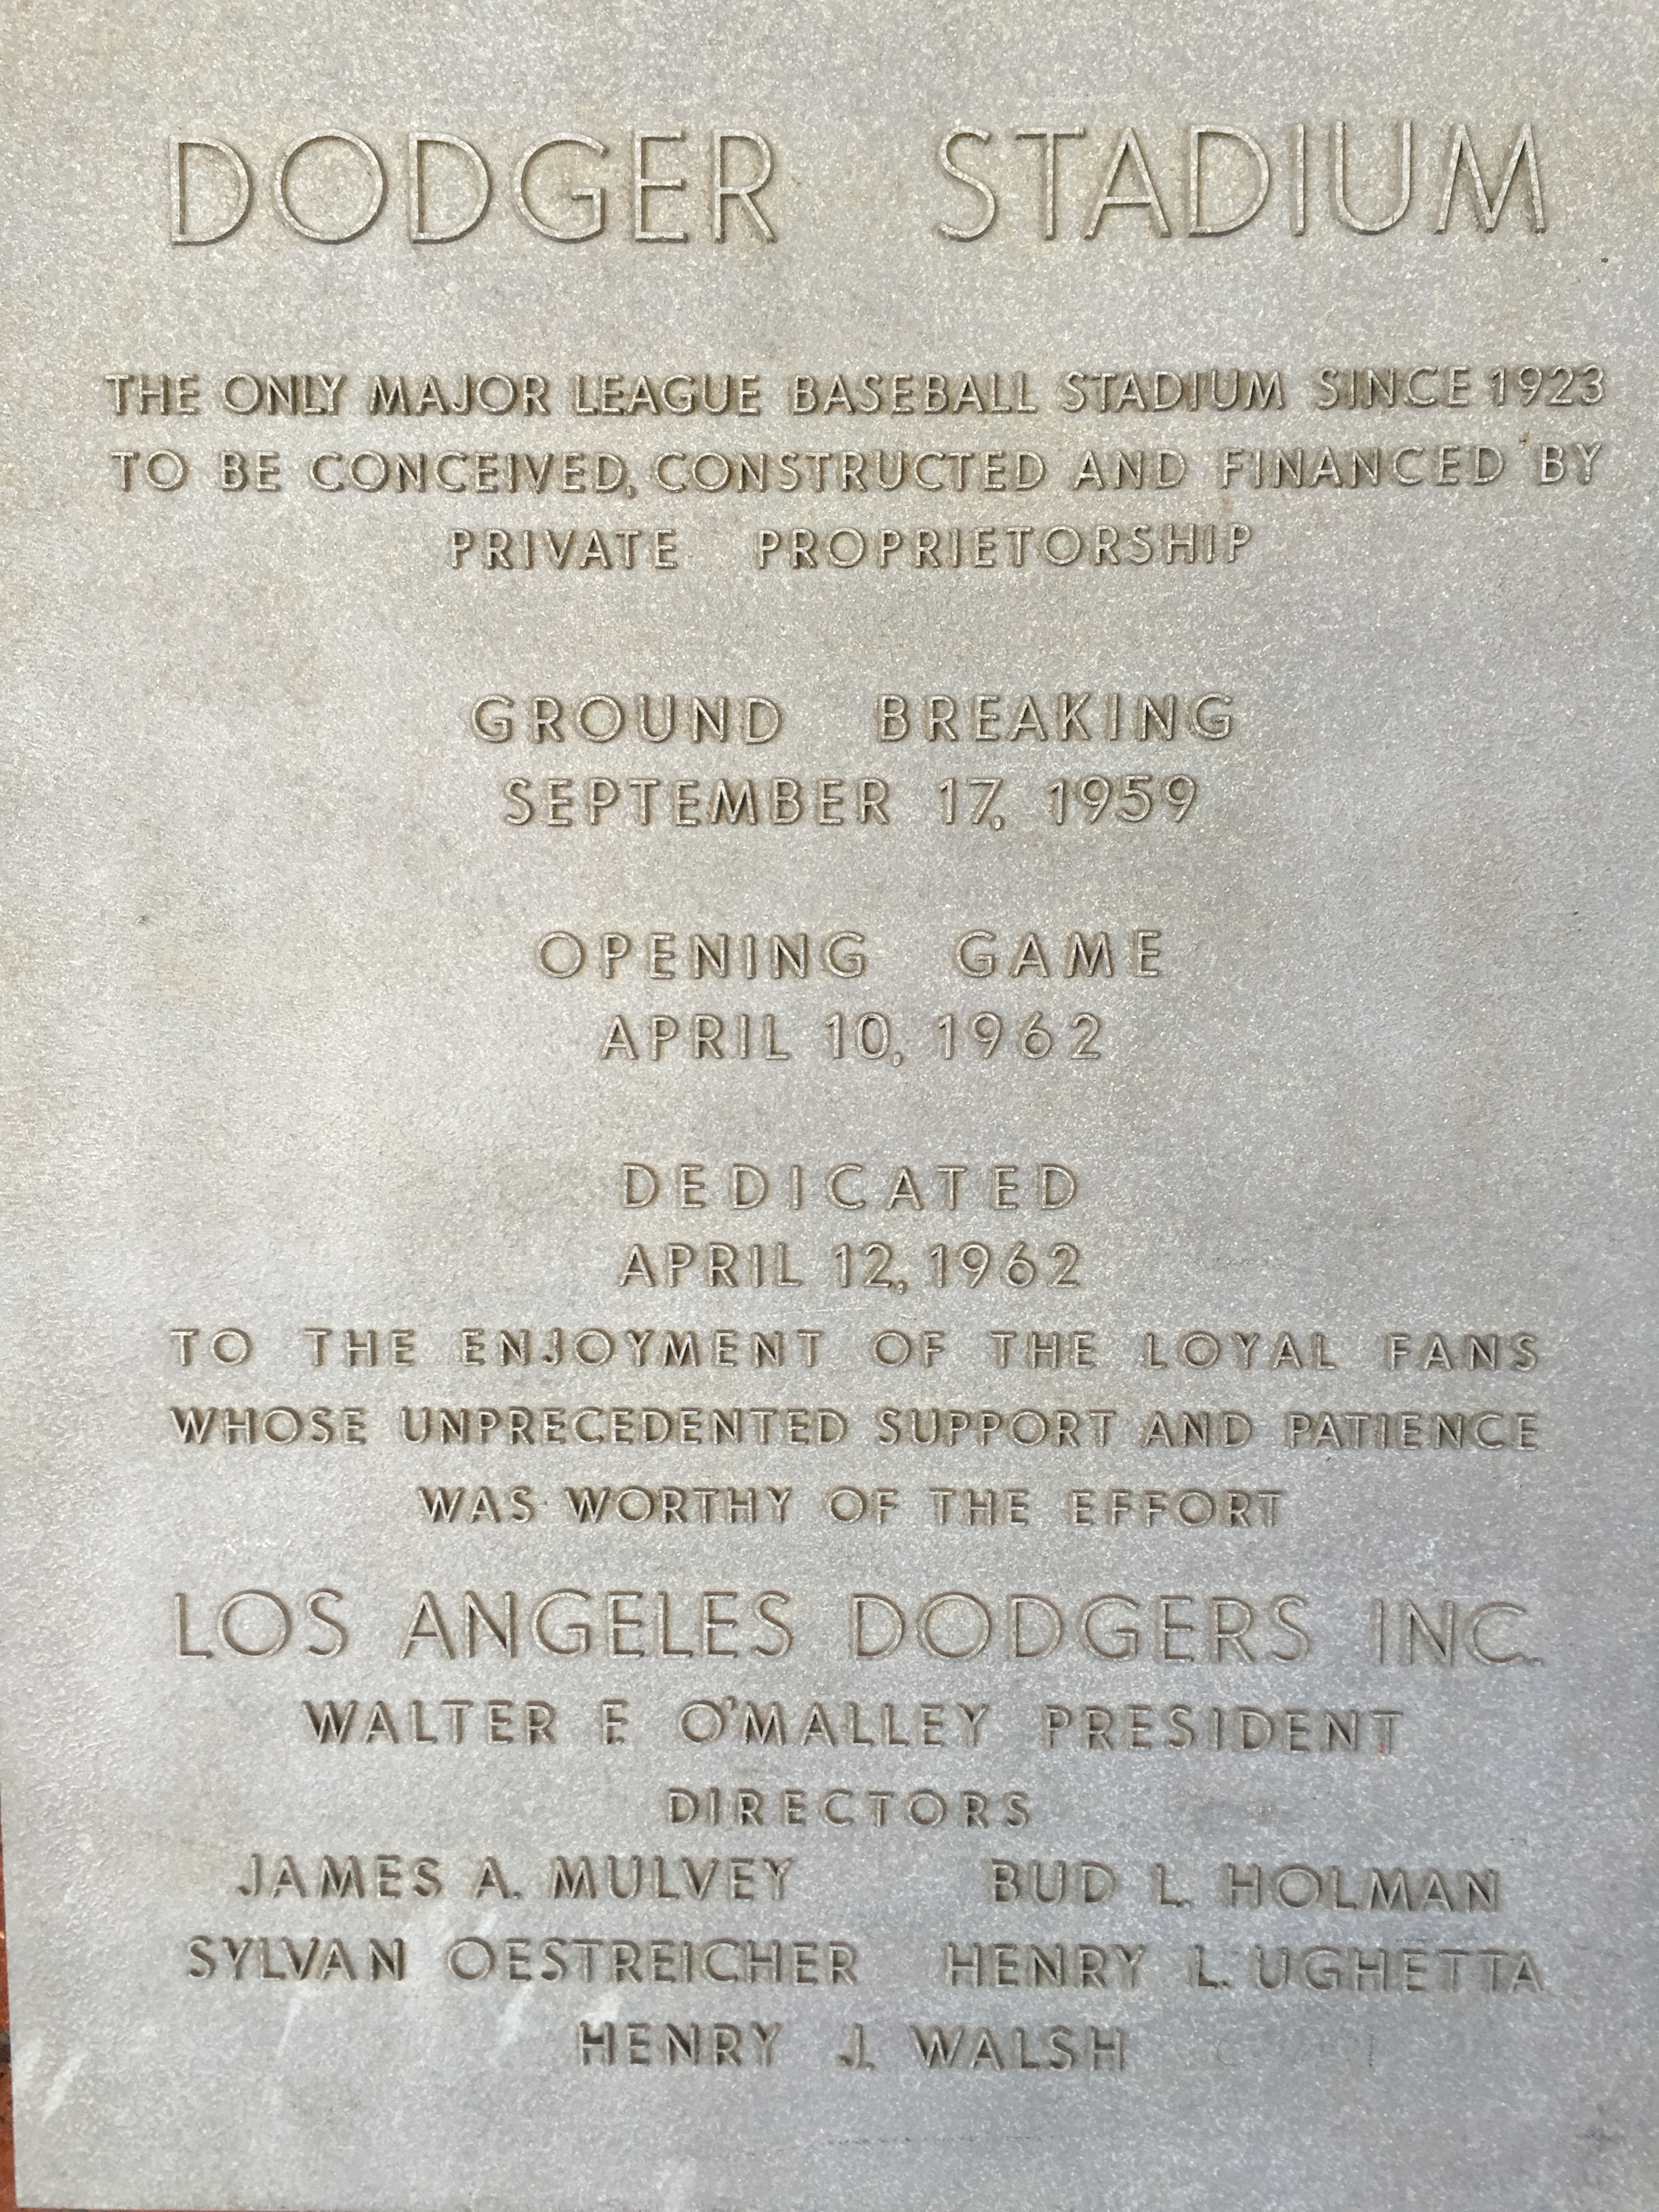 DODGER STADIUM
THE ONLY MAJOR LEAGUE BASEBALL STADIUM SINCE 1923
TO BE CONCEIVED, CONSTRUCTED AND FINANCED BY
PRIVATE PROPRIETORSHIP
GROUND BREAKING
SEPTEMBER 17, 1959
OPENING GAME
APRIL 10, 1962
DEDICATED
APRIL 12, 1962
TO THE ENJOYMENT OF THE LOYAL FANS
WHOSE UNPRECEDENTED SUPPORT AND PATIENCE
WAS WORTHY OF THE EFFORT
LOS ANGELES DODGERS INC.
WALTER F. O'MALLEY PRESIDENT
DIRECTORS
JAMES A. MULVEY BUD L. HOLMAN
SYLVAN OESTREICHER HENRY L. UGHETTA
HENRY J. WALSH